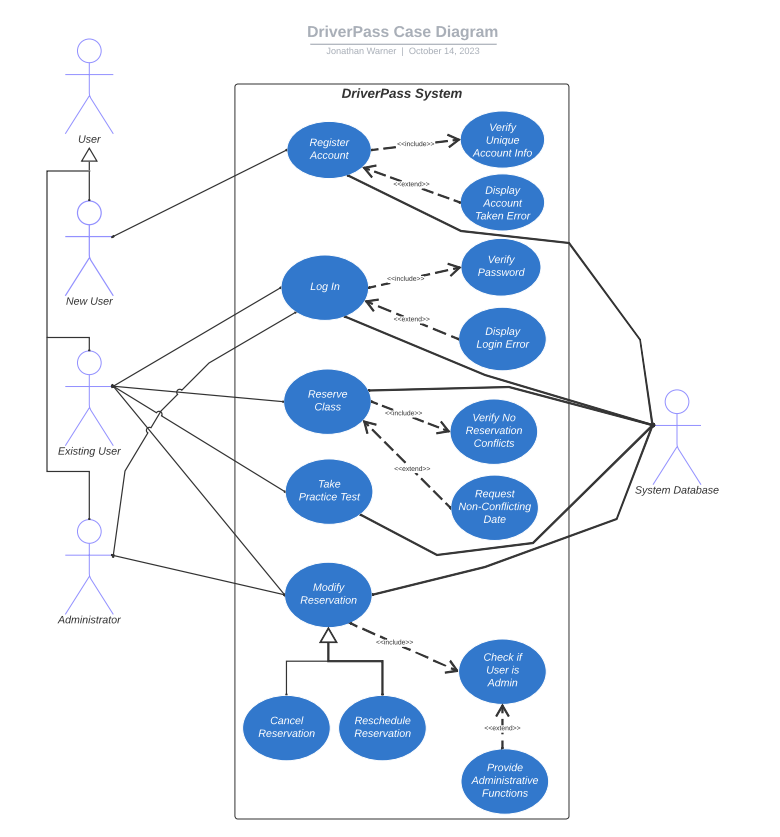 DriverPass Case Diagram
Jonathan Warner | October 14, 2023
DriverPass System
User
New User
Existing User
Administrator
System Database
Register
Account
<<include>>
Verify
Unique
Account Info
<<extend>>
Display
Account
Taken Error
Log In
<<include>>
Verify
Password
<<extend>>
Display
Login Error
Reserve
Class
<<include>>
Verify No
Reservation
Conflicts
<<extend>>
Request
Non-Conflicting
Date
Take
Practice Test
Modify
Reservation
<<include>>
Check if
User is
Admin
Cancel
Reservation
Reschedule
Reservation
<<extend>>
Provide
Administrative
Functions